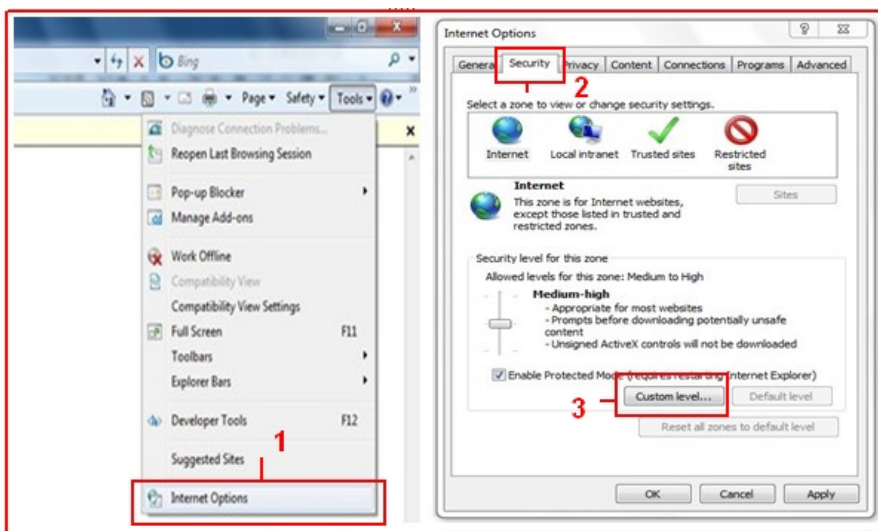 Bing
Page
Safety
Tools
Diagnose Connection Problems...
Reopen Last Browsing Session
Pop-up Blocker
Manage Add-ons
Work Offline
Compatibility View
Compatibility View Settings
Full Screen F11
Toolbars
Explorer Bars
Developer Tools F12
1
Suggested Sites
Internet Options
Internet Options
General Security Privacy Content Connections Programs Advanced
2
Select a zone to view or change security settings.
Internet Local intranet Trusted sites Restricted
sites
Internet
Sites
This zone is for Internet websites,
except those listed in trusted and
restricted zones.
Security level for this zone
Allowed levels for this zone: Medium to High
Medium-high
- Appropriate for most websites
- Prompts before downloading potentially unsafe
content
- Unsigned ActiveX controls will not be downloaded
Enable Protected Mode (requires restarting Internet Explorer)
3
Custom level... Default level
Reset all zones to default level
OK Cancel Apply